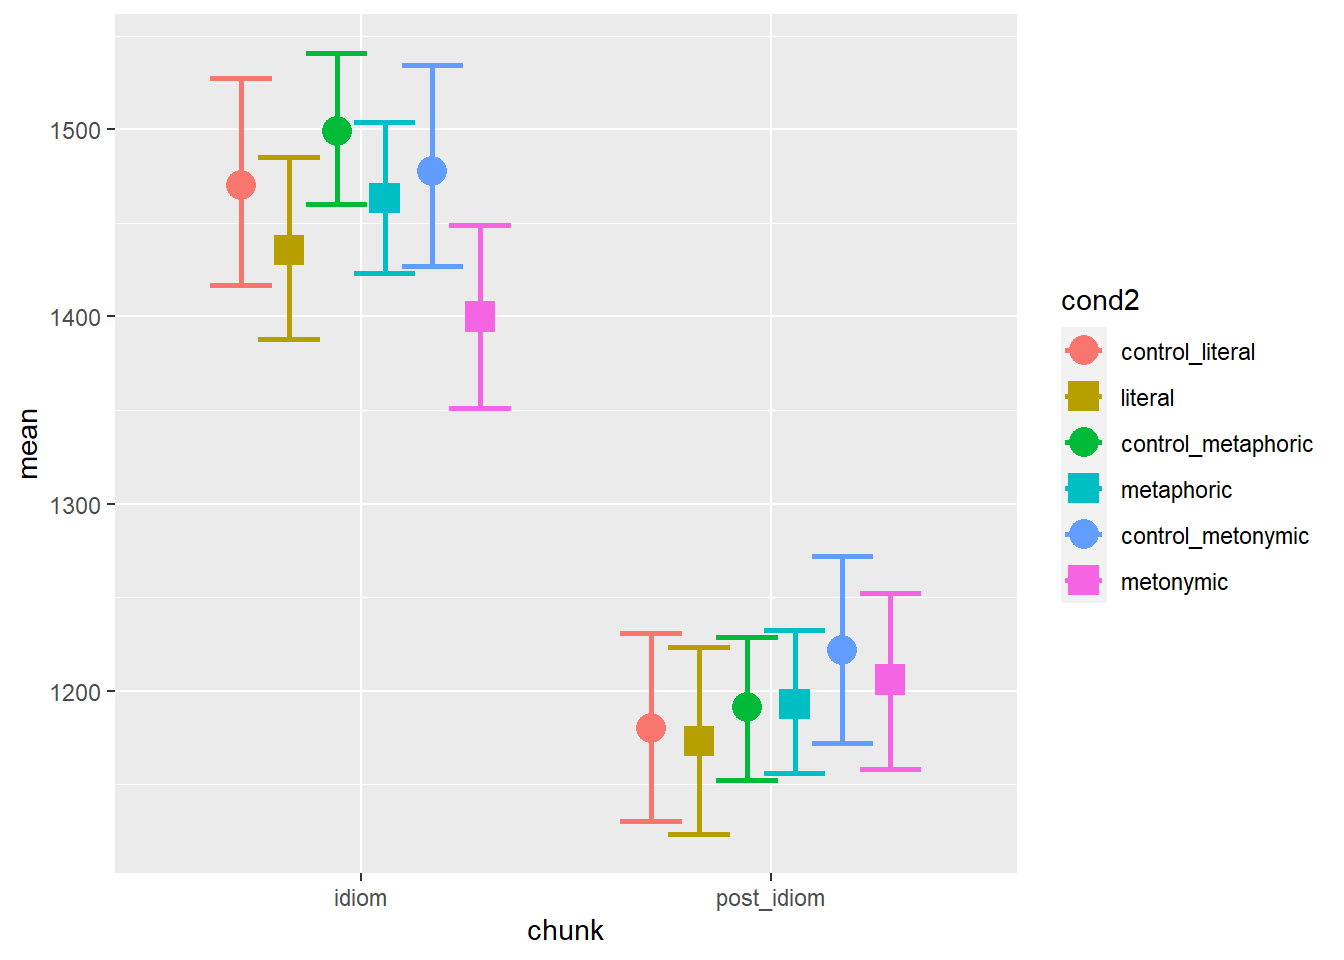 1500
1400
1300
1200
mean
idiom
post_idiom
chunk
cond2
control_literal
literal
control_metaphoric
metaphoric
control_metonymic
metonymic